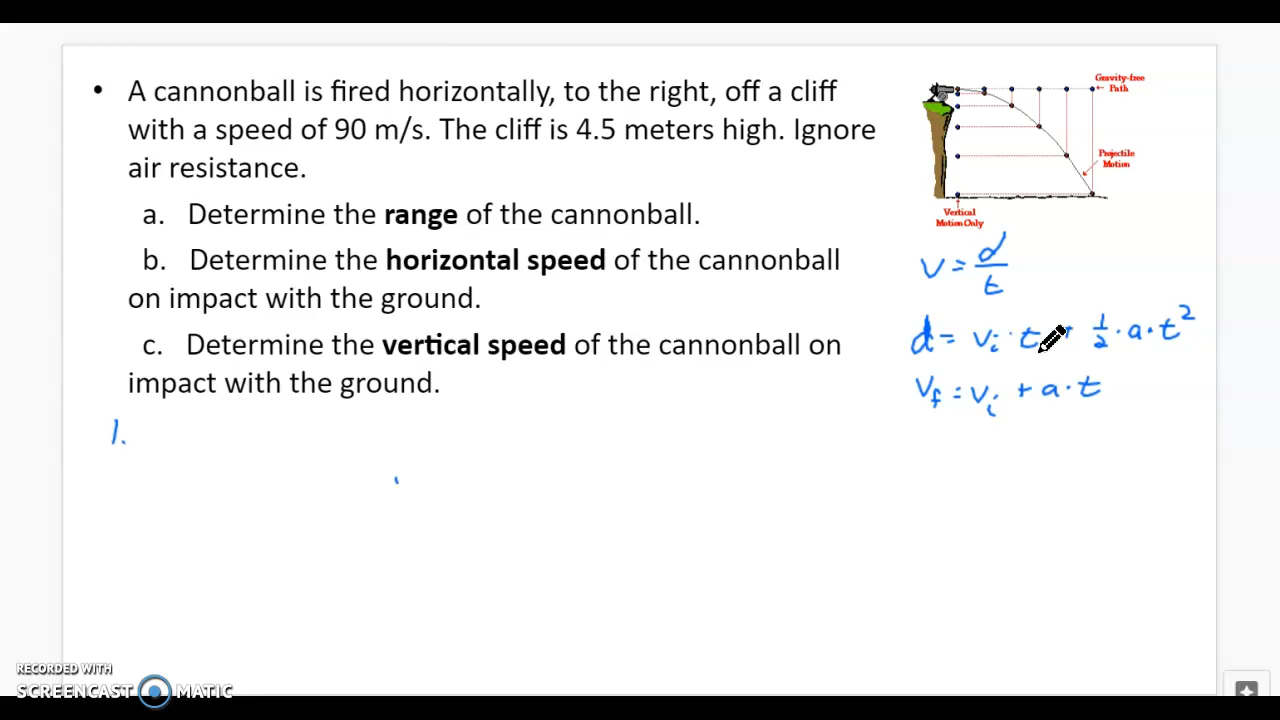 • A cannonball is fired horizontally, to the right, off a cliff
with a speed of 90 m/s. The cliff is 4.5 meters high. Ignore
air resistance.
a. Determine the range of the cannonball.
b. Determine the horizontal speed of the cannonball
on impact with the ground.
c. Determine the vertical speed of the cannonball on
impact with the ground.
1.
Gravity-free
Path
Projectile
Motion
Vertical
Motion Only
v = d/t
d = vᵢ · t + 1/2 · a · t²
v_f = vᵢ + a · t
RECORDED WITH
SCREENCAST MATIC